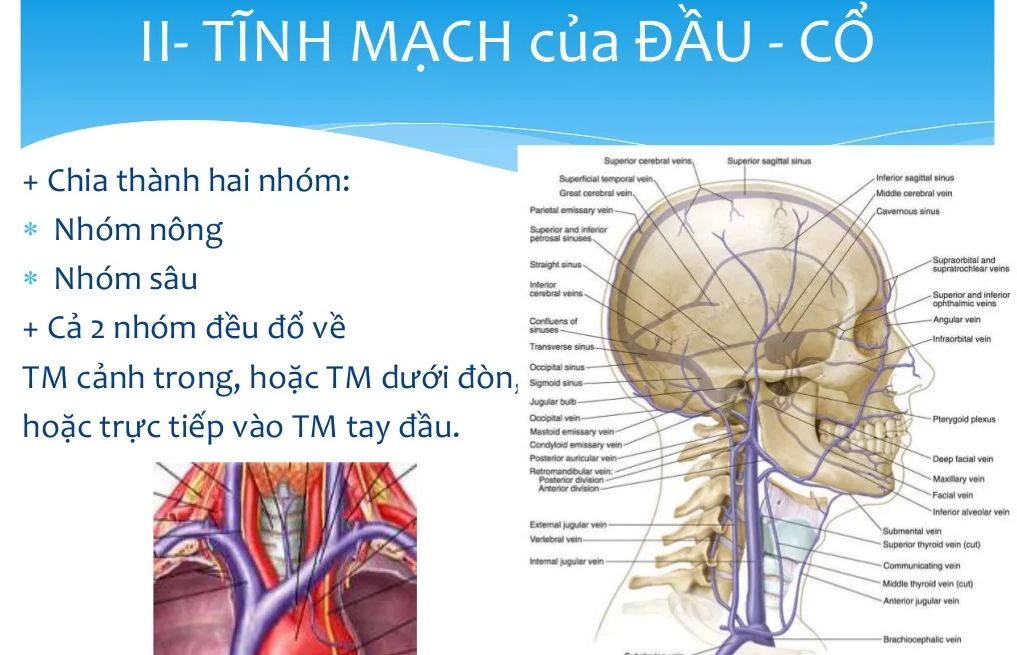 II- TĨNH MẠCH của ĐẦU - CỔ
+ Chia thành hai nhóm:
* Nhóm nông
* Nhóm sâu
+ Cả 2 nhóm đều đổ về
TM cảnh trong, hoặc TM dưới đòn,
hoặc trực tiếp vào TM tay đầu.
Superior cerebral veins
Superior sagittal sinus
Superficial temporal vein
Great cerebral vein
Parietal emissary vein
Superior and inferior
petrosal sinuses
Straight sinus
Inferior
cerebral veins
Confluens of
sinuses
Transverse sinus
Occipital sinus
Sigmoid sinus
Jugular bulb
Occipital vein
Mastoid emissary vein
Condyloid emissary vein
Posterior auricular vein
Retromandibular vein:
Posterior division
Anterior division
External jugular vein
Vertebral vein
Internal jugular vein
Inferior sagittal sinus
Middle cerebral vein
Cavernous sinus
Supraorbital and
supratrochlear veins
Superior and inferior
ophthalmic veins
Angular vein
Infraorbital vein
Pterygoid plexus
Deep facial vein
Maxillary vein
Facial vein
Inferior alveolar vein
Submental vein
Superior thyroid vein (cut)
Communicating vein
Middle thyroid vein (cut)
Anterior jugular vein
Brachiocephalic vein